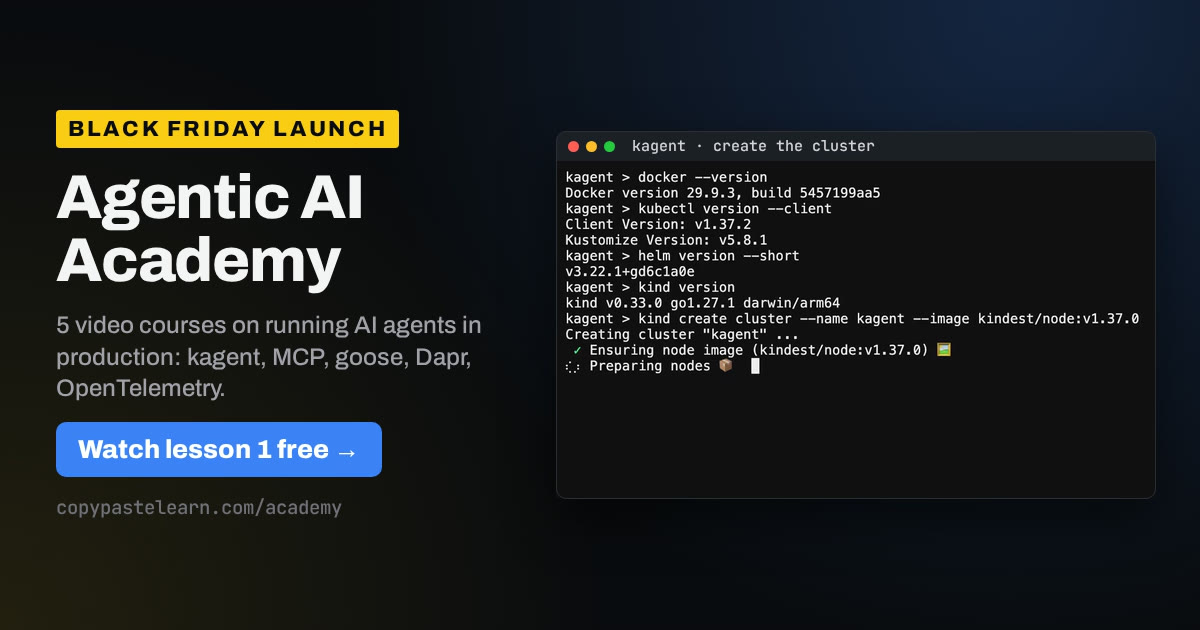 BLACK FRIDAY LAUNCH
Agentic AI
Academy
5 video courses on running AI agents in
production: kagent, MCP, goose, Dapr,
OpenTelemetry.
Watch lesson 1 free →
copypastelearn.com/academy
kagent · create the cluster
kagent > docker --version
Docker version 29.9.3, build 5457199aa5
kagent > kubectl version --client
Client Version: v1.37.2
Kustomize Version: v5.8.1
kagent > helm version --short
v3.22.1+gd6c1a0e
kagent > kind version
kind v0.33.0 go1.27.1 darwin/arm64
kagent > kind create cluster --name kagent --image kindest/node:v1.37.0
Creating cluster "kagent" ...
✓ Ensuring node image (kindest/node:v1.37.0) 🖼
Preparing nodes 📦